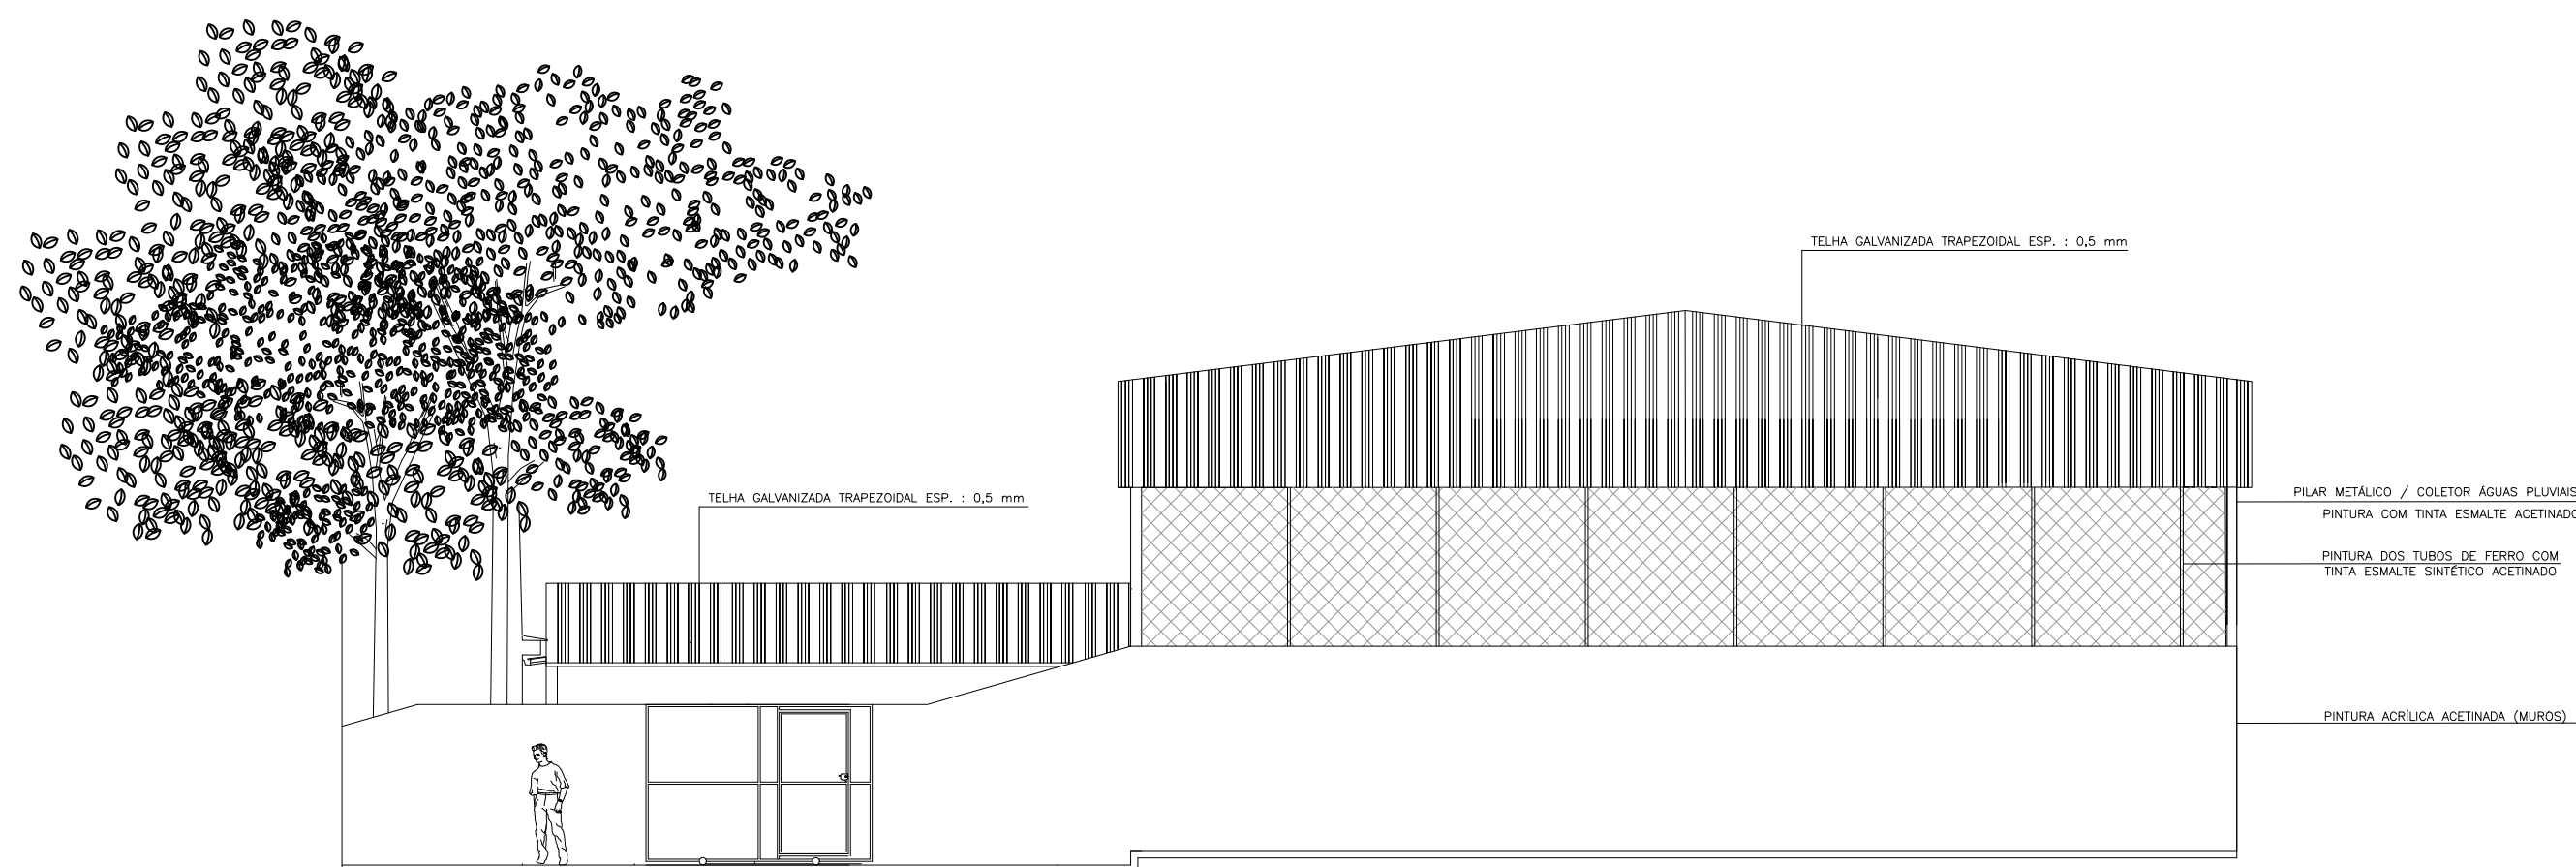 TELHA GALVANIZADA TRAPEZOIDAL ESP. : 0,5 mm
TELHA GALVANIZADA TRAPEZOIDAL ESP. : 0,5 mm
PILAR METÁLICO / COLETOR ÁGUAS PLUVIAIS
PINTURA COM TINTA ESMALTE ACETINADO
PINTURA DOS TUBOS DE FERRO COM
TINTA ESMALTE SINTÉTICO ACETINADO
PINTURA ACRÍLICA ACETINADA (MUROS)